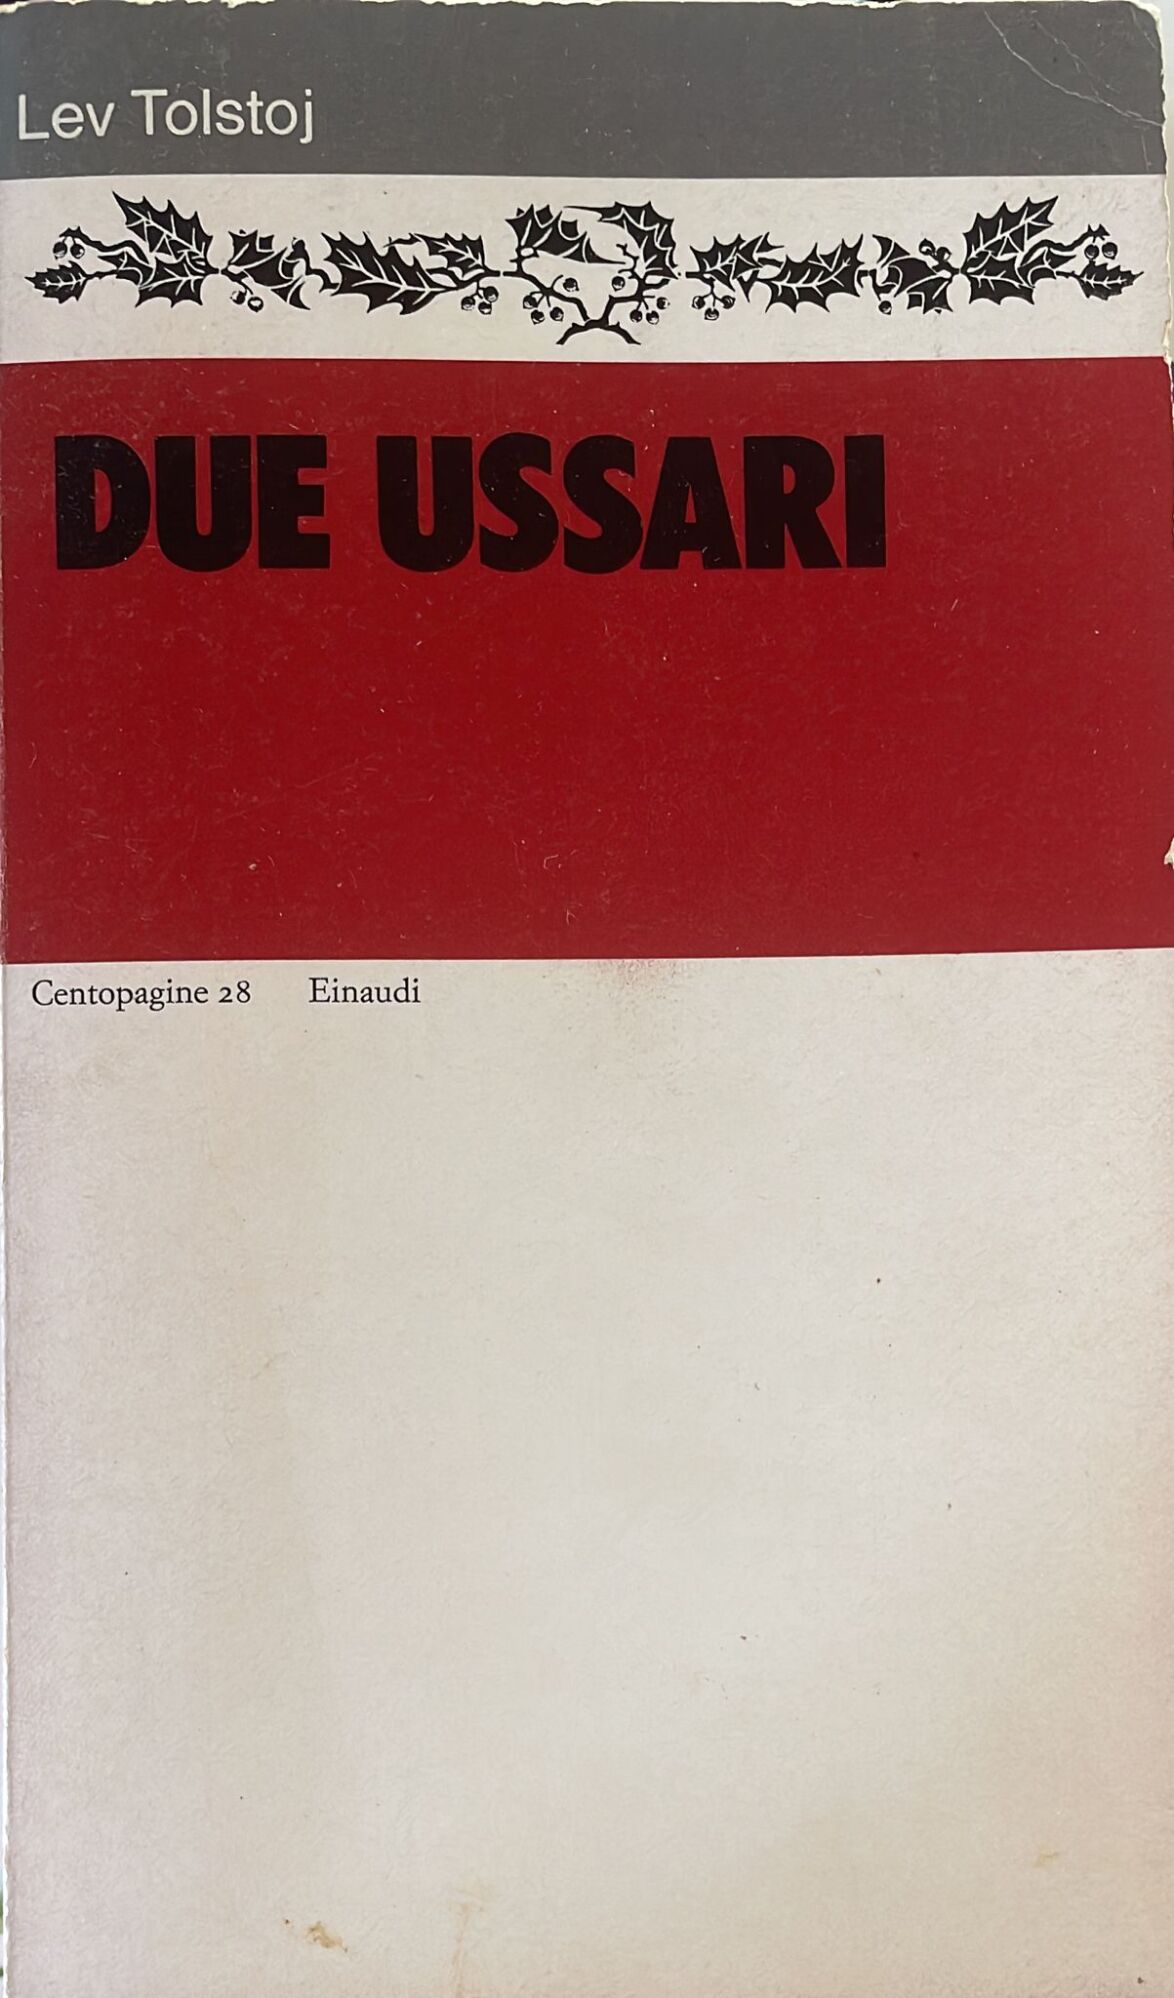 Lev Tolstoj
DUE USSARI
Centopagine 28 Einaudi